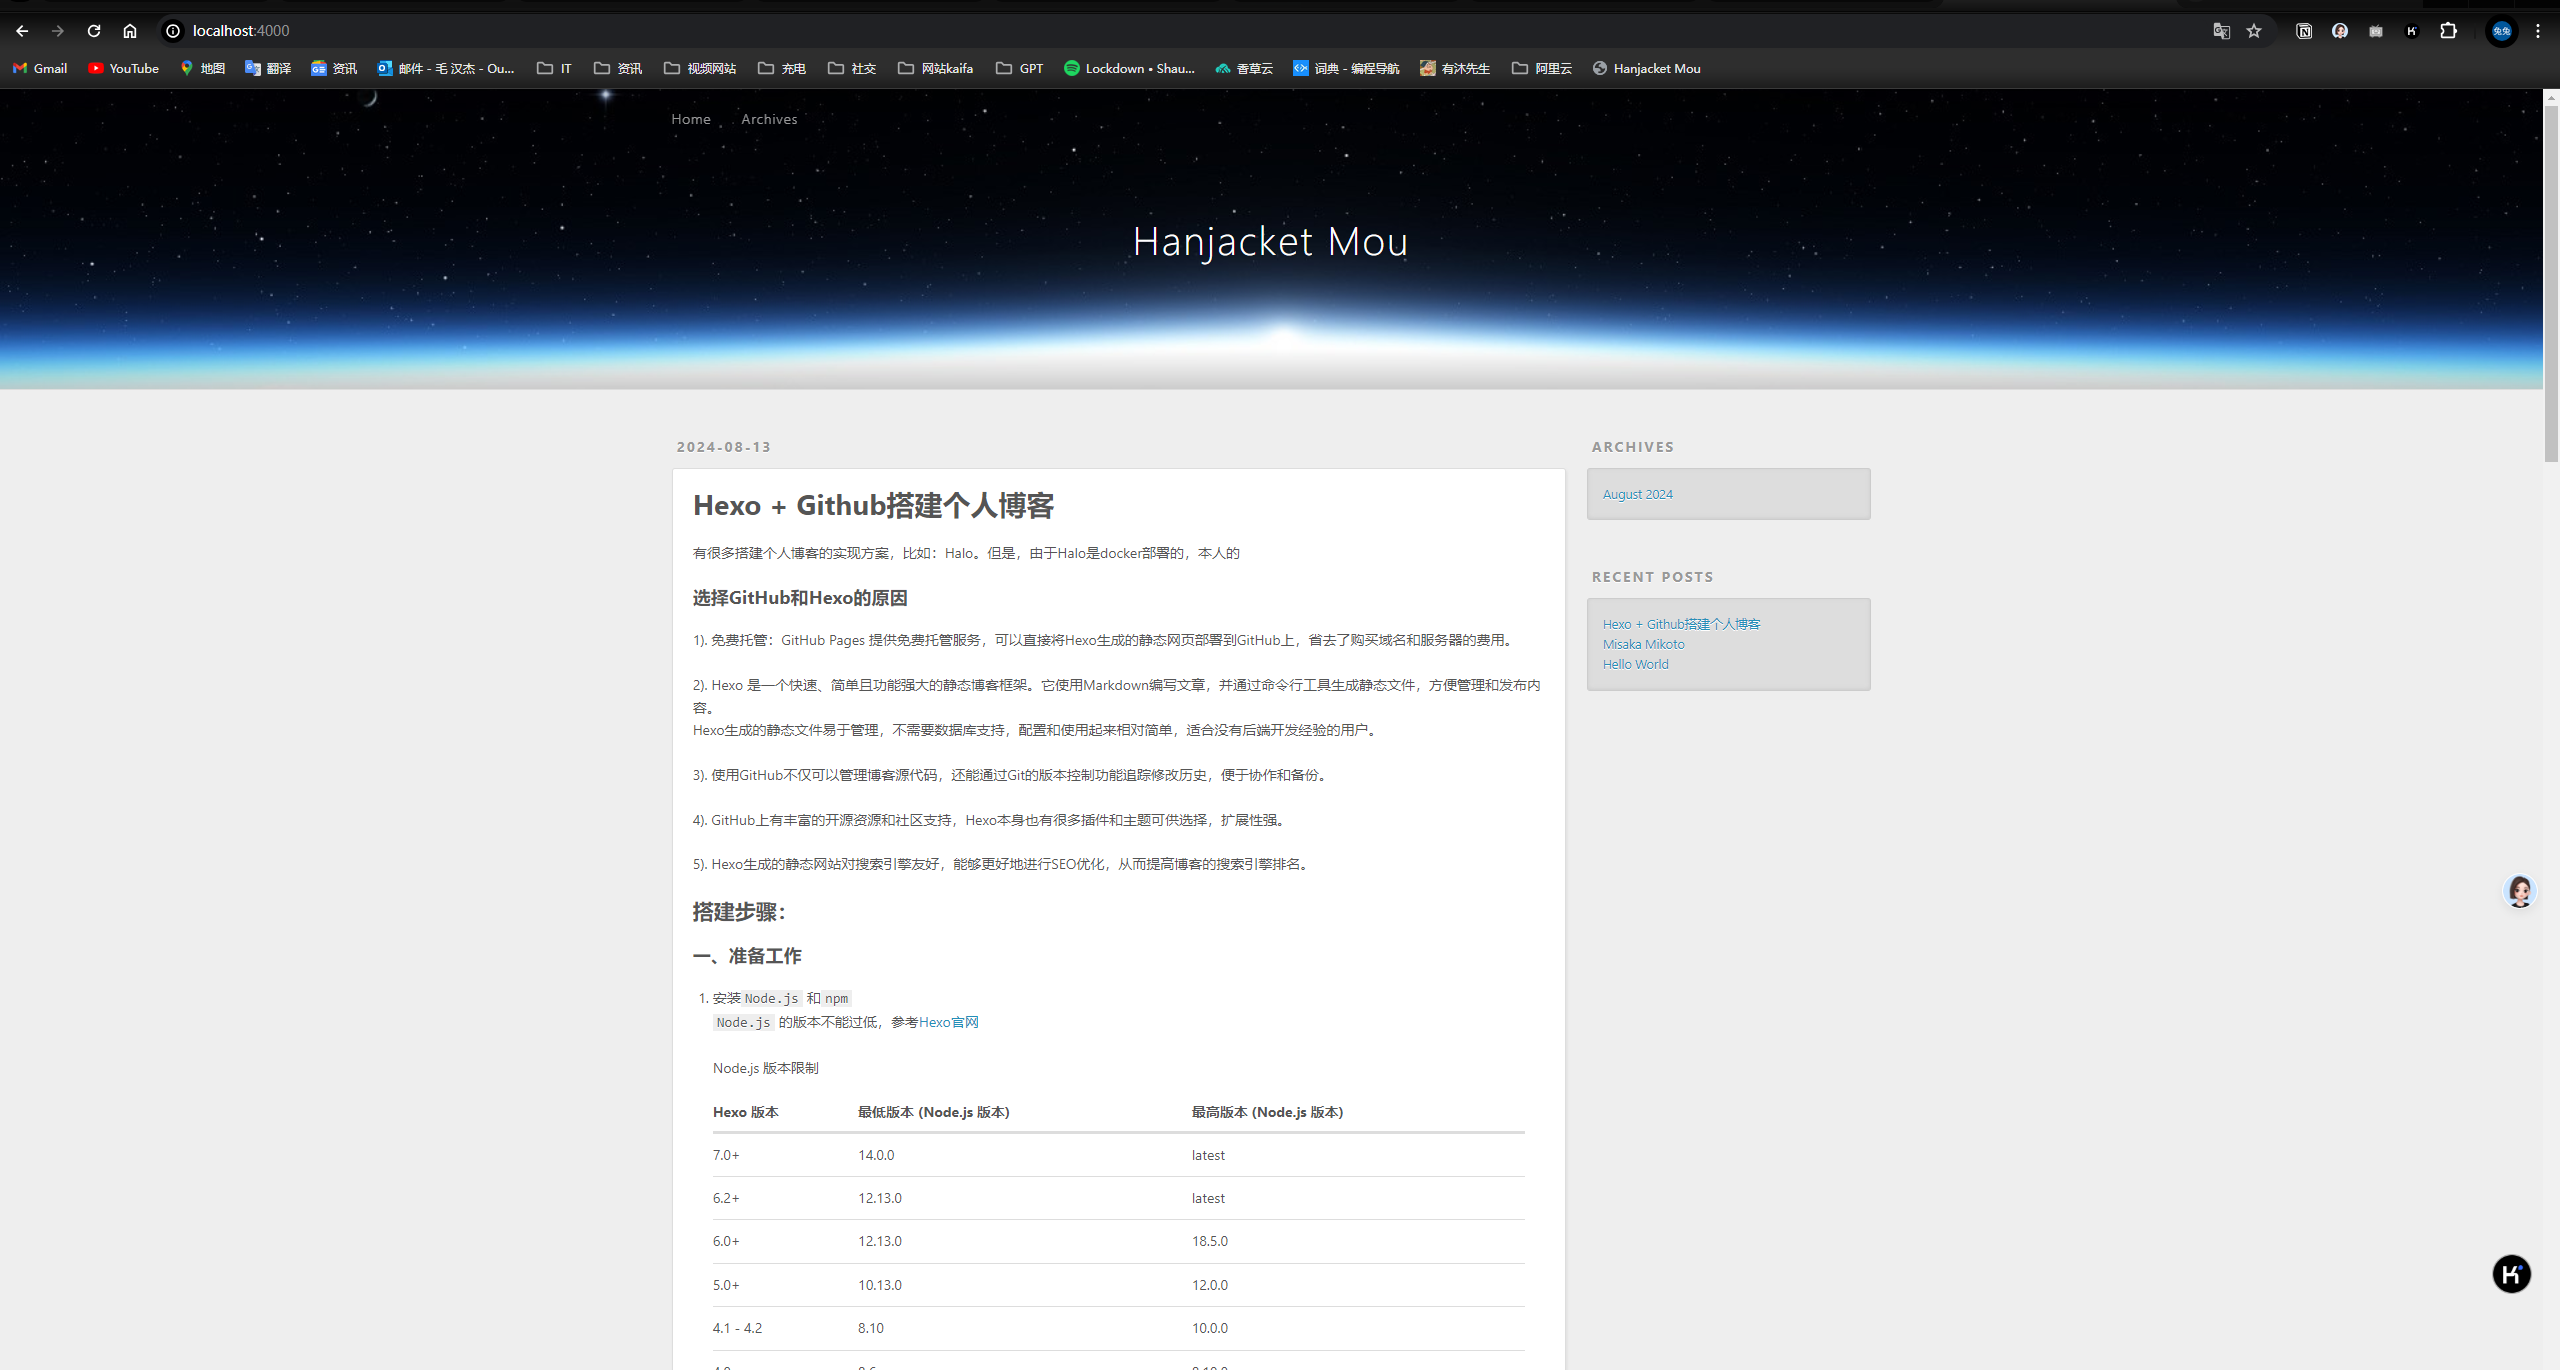 localhost:4000
兔兔
Gmail
YouTube
地图
翻译
资讯
邮件 - 毛 汉杰 - Ou...
IT
资讯
视频网站
充电
社交
网站kaifa
GPT
Lockdown • Shau...
香草云
词典 - 编程导航
有沐先生
阿里云
Hanjacket Mou
Home
Archives
Hanjacket Mou
2024-08-13
Hexo + Github搭建个人博客
有很多搭建个人博客的实现方案，比如：Halo。但是，由于Halo是docker部署的，本人的
选择GitHub和Hexo的原因
1). 免费托管：GitHub Pages 提供免费托管服务，可以直接将Hexo生成的静态网页部署到GitHub上，省去了购买域名和服务器的费用。
2). Hexo 是一个快速、简单且功能强大的静态博客框架。它使用Markdown编写文章，并通过命令行工具生成静态文件，方便管理和发布内
容。
Hexo生成的静态文件易于管理，不需要数据库支持，配置和使用起来相对简单，适合没有后端开发经验的用户。
3). 使用GitHub不仅可以管理博客源代码，还能通过Git的版本控制功能追踪修改历史，便于协作和备份。
4). GitHub上有丰富的开源资源和社区支持，Hexo本身也有很多插件和主题可供选择，扩展性强。
5). Hexo生成的静态网站对搜索引擎友好，能够更好地进行SEO优化，从而提高博客的搜索引擎排名。
搭建步骤：
一、准备工作
1. 安装 Node.js 和 npm
Node.js 的版本不能过低，参考Hexo官网
Node.js 版本限制
Hexo 版本 最低版本 (Node.js 版本) 最高版本 (Node.js 版本)
7.0+ 14.0.0 latest
6.2+ 12.13.0 latest
6.0+ 12.13.0 18.5.0
5.0+ 10.13.0 12.0.0
4.1 - 4.2 8.10 10.0.0
ARCHIVES
August 2024
RECENT POSTS
Hexo + Github搭建个人博客
Misaka Mikoto
Hello World